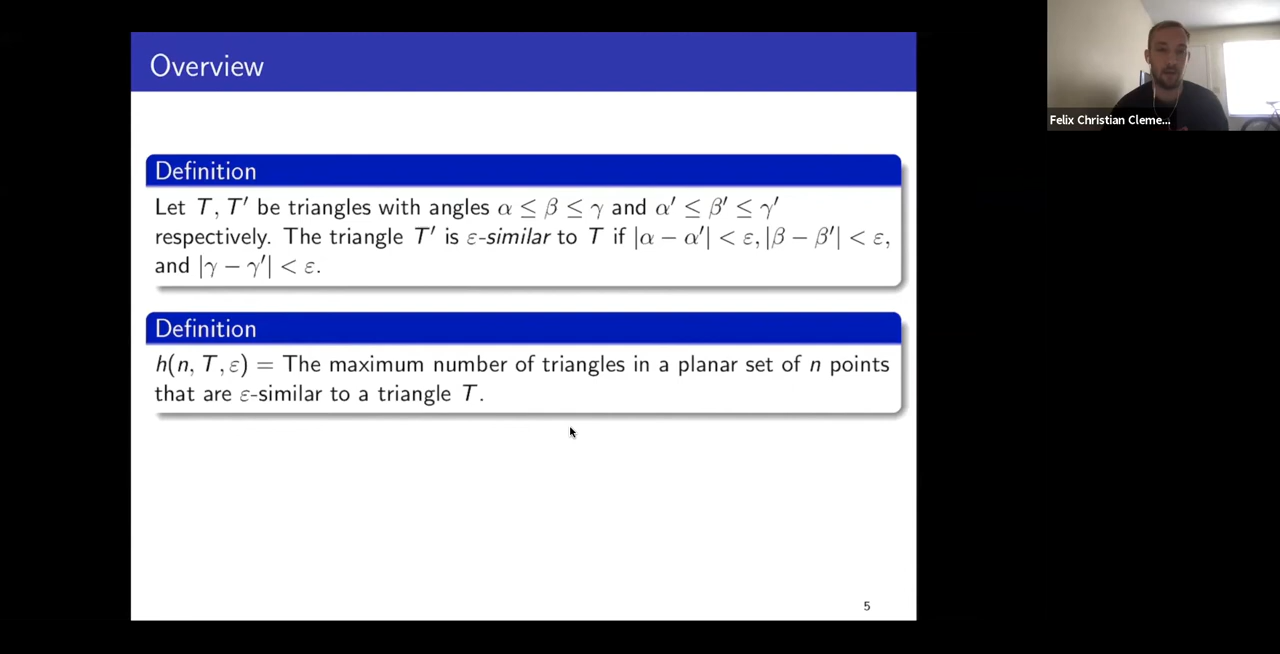 Overview
Felix Christian Cleme...
Definition
Let T, T′ be triangles with angles α ≤ β ≤ γ and α′ ≤ β′ ≤ γ′
respectively. The triangle T′ is ε-similar to T if |α − α′| < ε, |β − β′| < ε,
and |γ − γ′| < ε.
Definition
h(n, T, ε) = The maximum number of triangles in a planar set of n points
that are ε-similar to a triangle T.
5